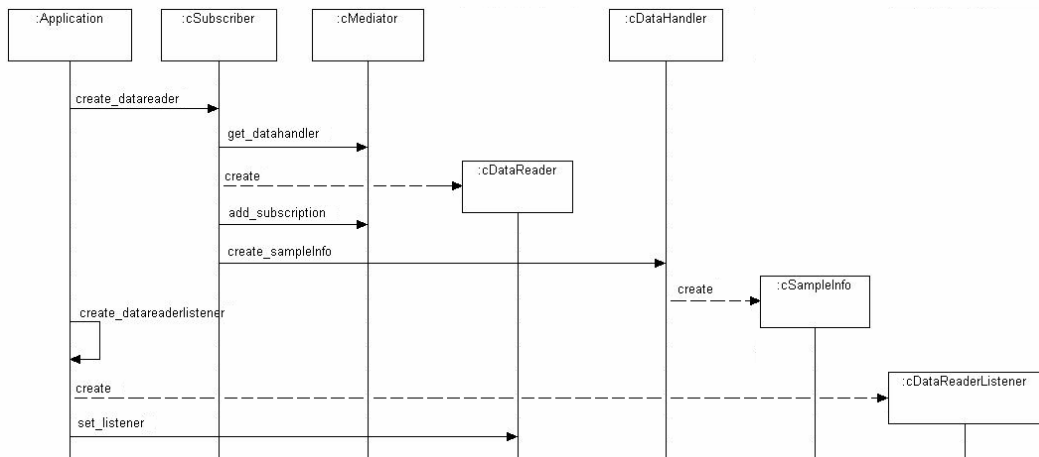 :Application
:cSubscriber
:cMediator
:cDataHandler
create_datareader
get_datahandler
:cDataReader
create
add_subscription
create_sampleInfo
:cSampleInfo
create
create_datareaderlistener
:cDataReaderListener
create
set_listener